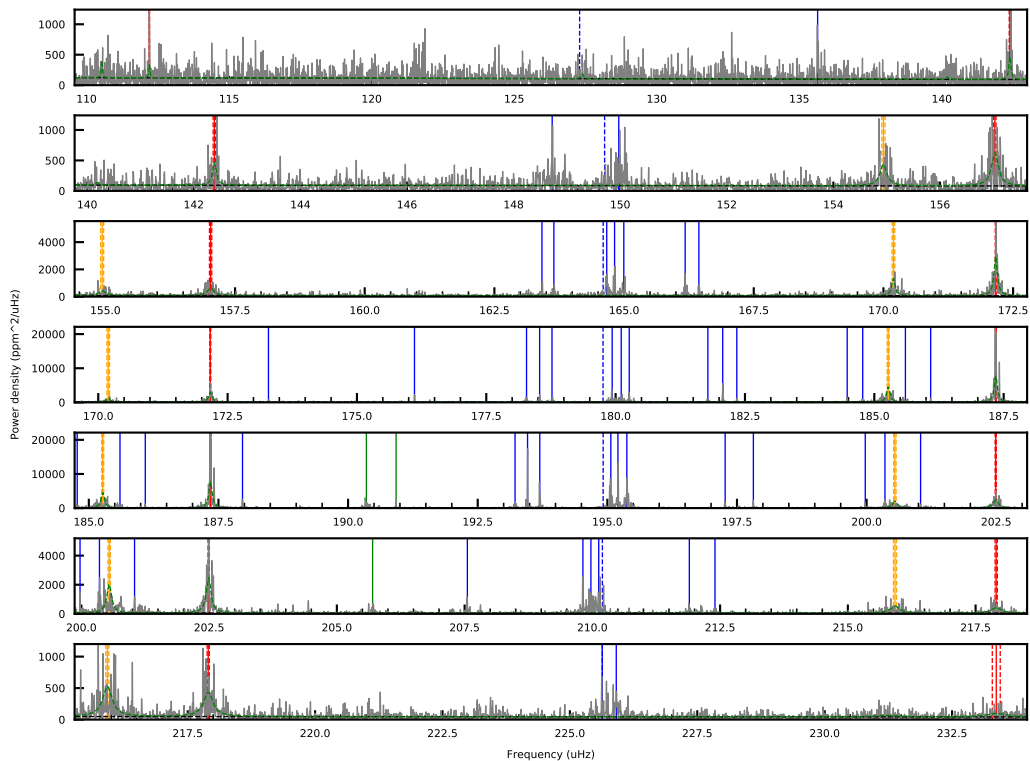 1000
500
0
110 115 120 125 130 135 140
1000
500
0
140 142 144 146 148 150 152 154 156
4000
2000
0
155.0 157.5 160.0 162.5 165.0 167.5 170.0 172.5
Power density (ppm^2/uHz)
20000
10000
0
170.0 172.5 175.0 177.5 180.0 182.5 185.0 187.5
20000
10000
0
185.0 187.5 190.0 192.5 195.0 197.5 200.0 202.5
4000
2000
0
200.0 202.5 205.0 207.5 210.0 212.5 215.0 217.5
1000
500
0
217.5 220.0 222.5 225.0 227.5 230.0 232.5
Frequency (uHz)